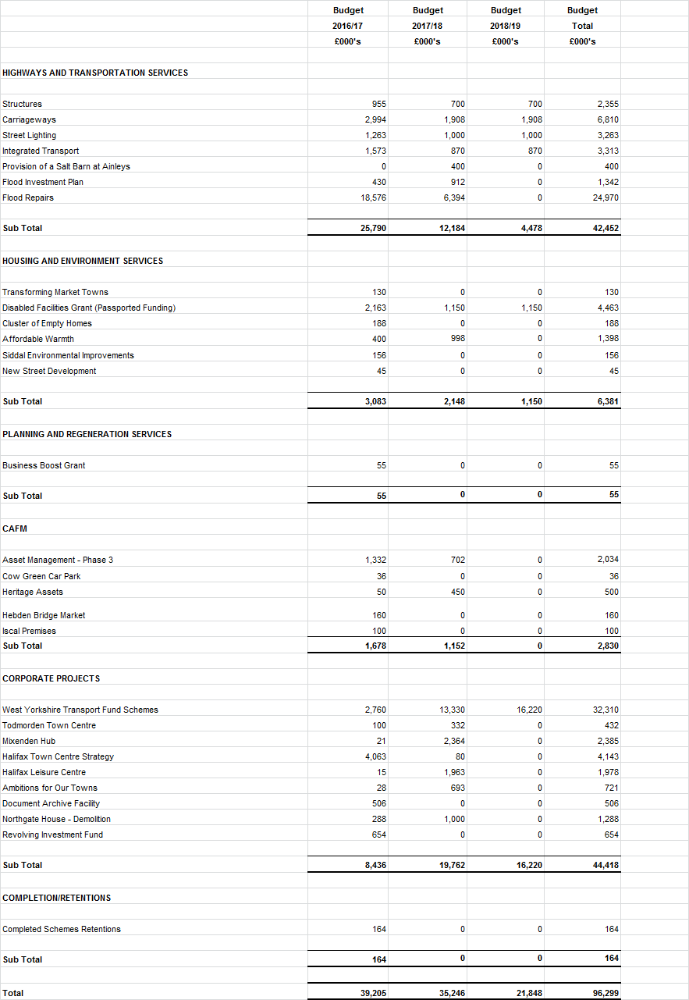 Budget Budget Budget Budget
2016/17 2017/18 2018/19 Total
£000's £000's £000's £000's
HIGHWAYS AND TRANSPORTATION SERVICES
Structures 955 700 700 2,355
Carriageways 2,994 1,908 1,908 6,810
Street Lighting 1,263 1,000 1,000 3,263
Integrated Transport 1,573 870 870 3,313
Provision of a Salt Barn at Ainleys 0 400 0 400
Flood Investment Plan 430 912 0 1,342
Flood Repairs 18,576 6,394 0 24,970
Sub Total 25,790 12,184 4,478 42,452
HOUSING AND ENVIRONMENT SERVICES
Transforming Market Towns 130 0 0 130
Disabled Facilities Grant (Passported Funding) 2,163 1,150 1,150 4,463
Cluster of Empty Homes 188 0 0 188
Affordable Warmth 400 998 0 1,398
Siddal Environmental Improvements 156 0 0 156
New Street Development 45 0 0 45
Sub Total 3,083 2,148 1,150 6,381
PLANNING AND REGENERATION SERVICES
Business Boost Grant 55 0 0 55
Sub Total 55 0 0 55
CAFM
Asset Management - Phase 3 1,332 702 0 2,034
Cow Green Car Park 36 0 0 36
Heritage Assets 50 450 0 500
Hebden Bridge Market 160 0 0 160
Iscal Premises 100 0 0 100
Sub Total 1,678 1,152 0 2,830
CORPORATE PROJECTS
West Yorkshire Transport Fund Schemes 2,760 13,330 16,220 32,310
Todmorden Town Centre 100 332 0 432
Mixenden Hub 21 2,364 0 2,385
Halifax Town Centre Strategy 4,063 80 0 4,143
Halifax Leisure Centre 15 1,963 0 1,978
Ambitions for Our Towns 28 693 0 721
Document Archive Facility 506 0 0 506
Northgate House - Demolition 288 1,000 0 1,288
Revolving Investment Fund 654 0 0 654
Sub Total 8,436 19,762 16,220 44,418
COMPLETION/RETENTIONS
Completed Schemes Retentions 164 0 0 164
Sub Total 164 0 0 164
Total 39,205 35,246 21,848 96,299